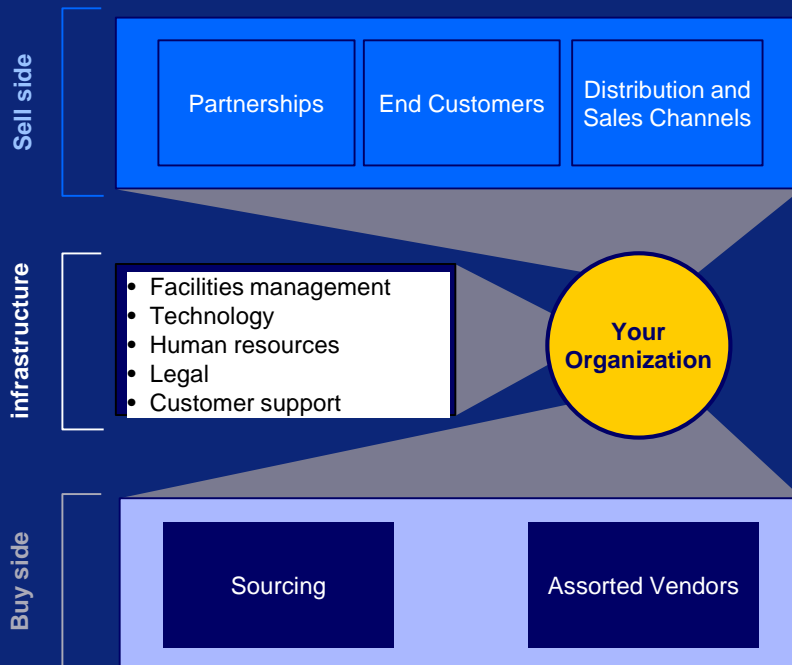 Sell side
Partnerships
End Customers
Distribution and
Sales Channels
infrastructure
• Facilities management
• Technology
• Human resources
• Legal
• Customer support
Your
Organization
Buy side
Sourcing
Assorted Vendors